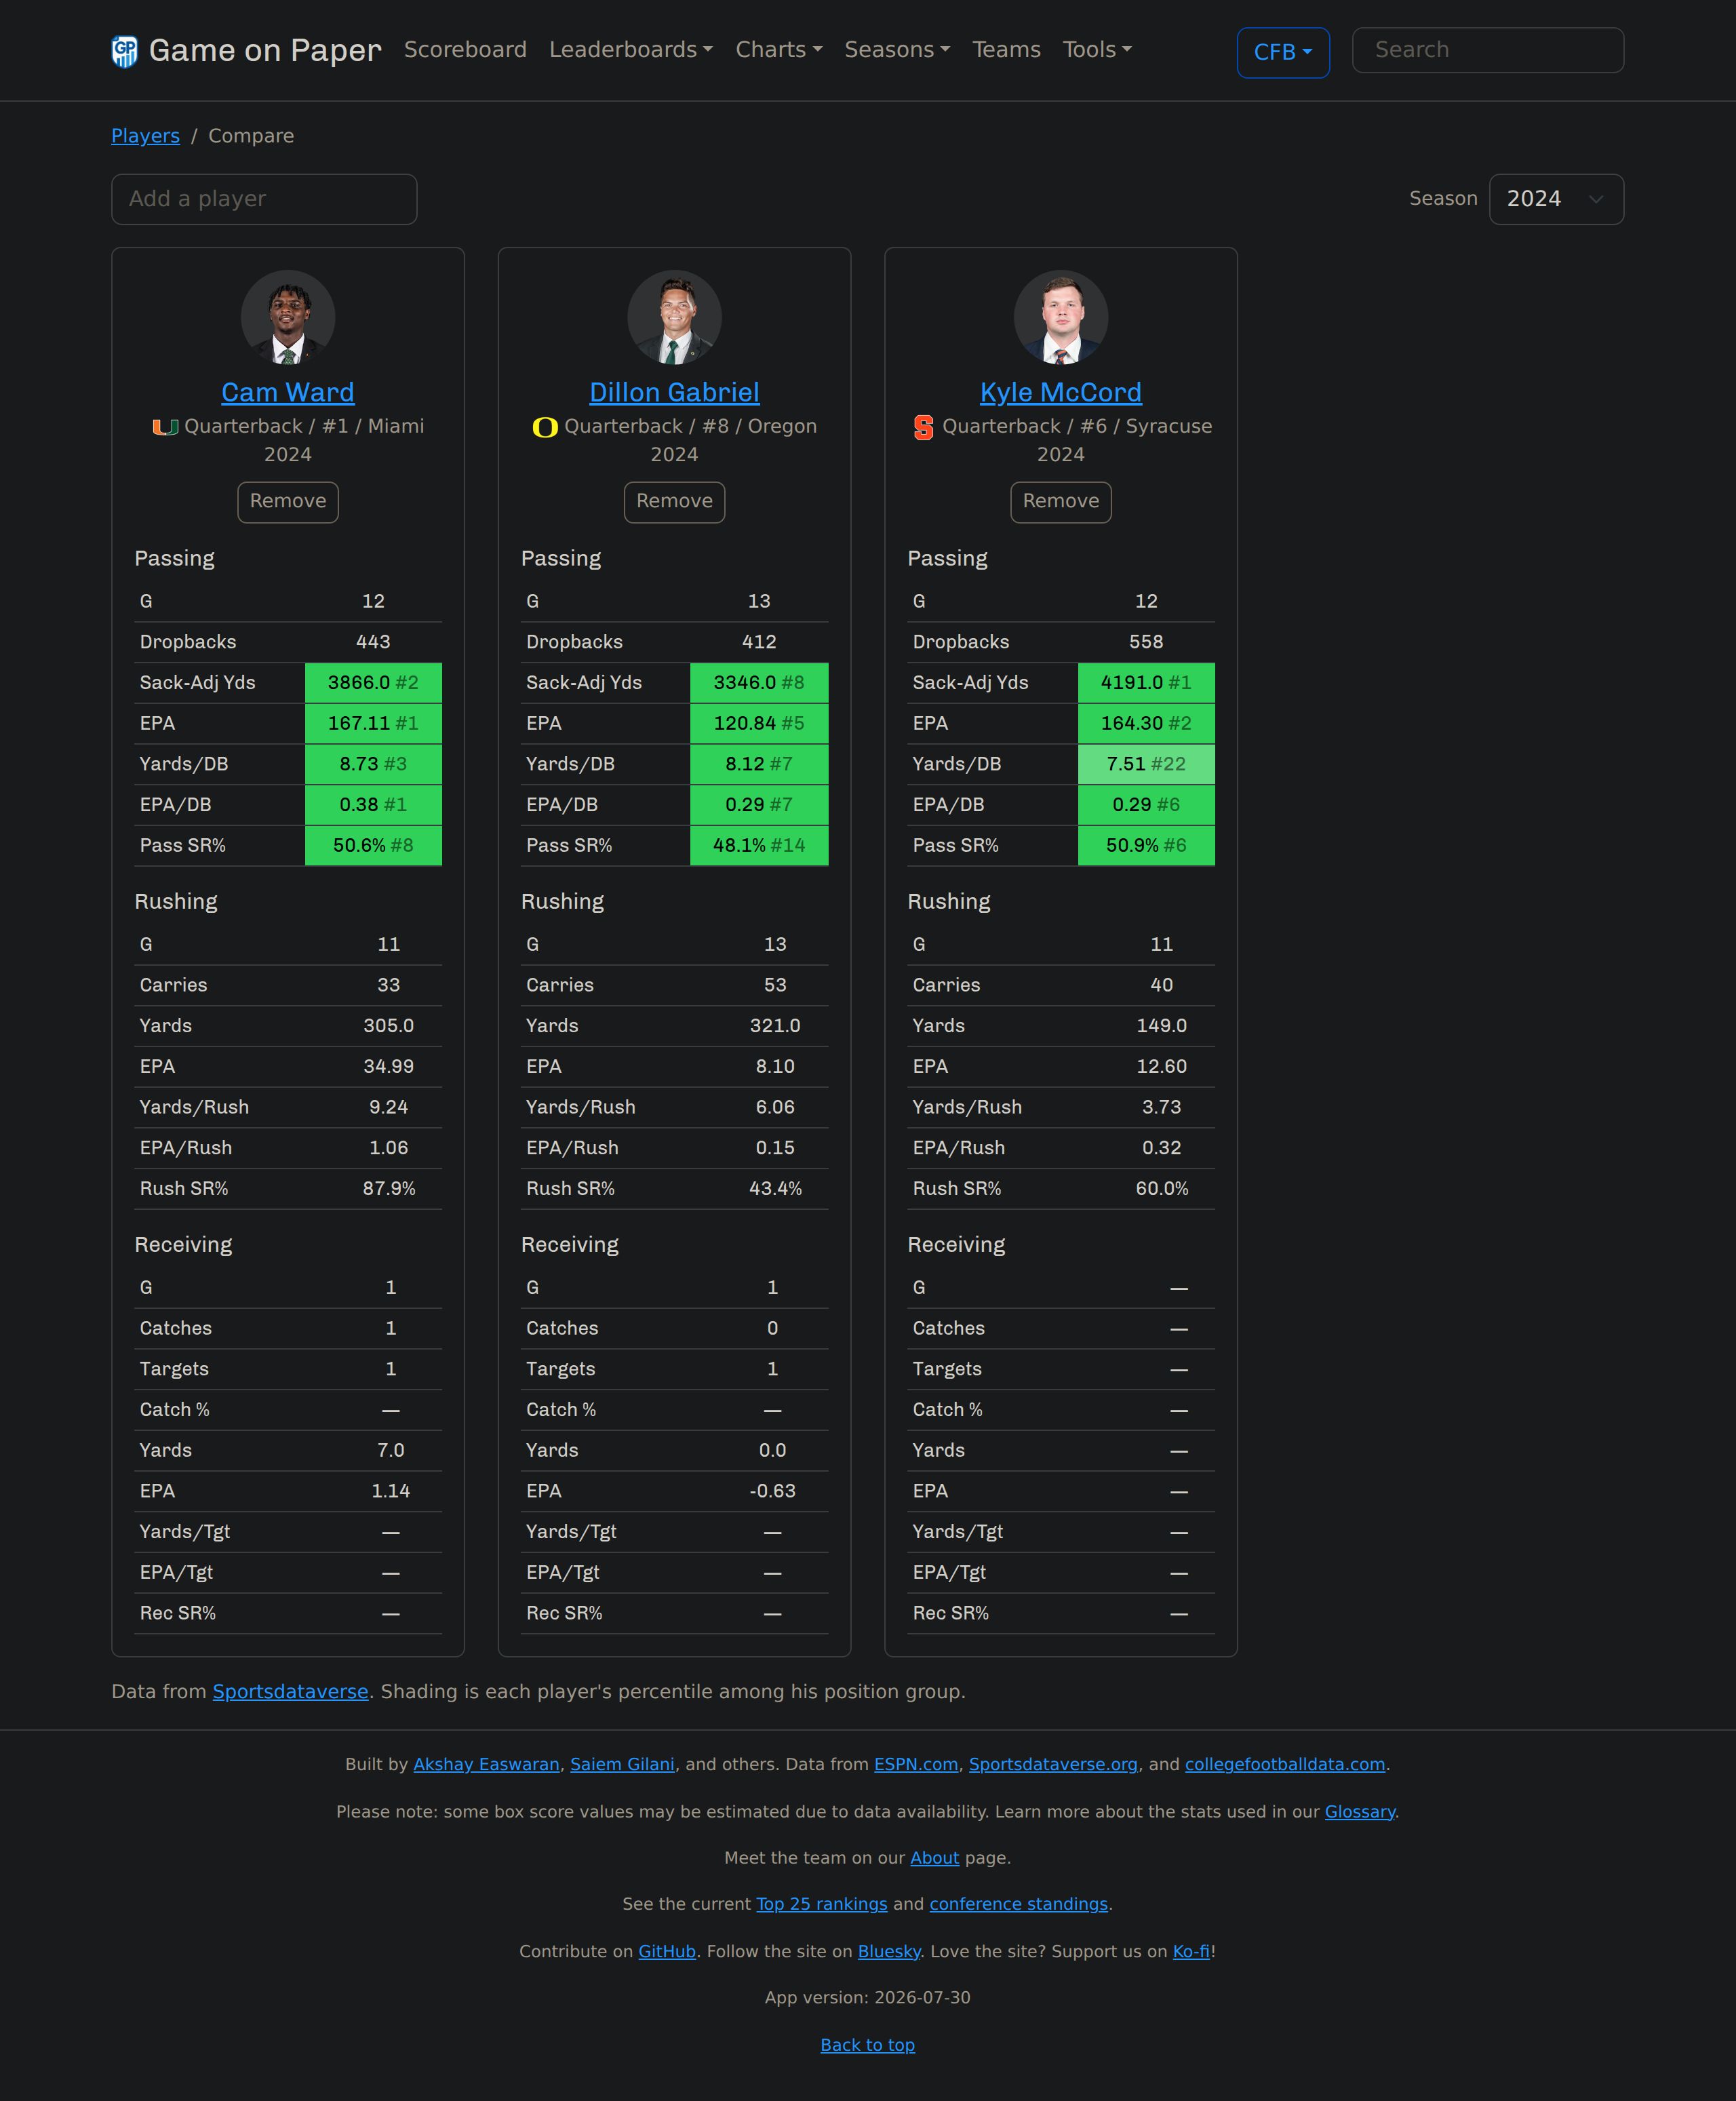 GP Game on Paper Scoreboard Leaderboards Charts Seasons Teams Tools CFB Search
Players / Compare
Add a player
Season 2024
Cam Ward
Quarterback / #1 / Miami
2024
Remove
Passing
G 12
Dropbacks 443
Sack-Adj Yds 3866.0 #2
EPA 167.11 #1
Yards/DB 8.73 #3
EPA/DB 0.38 #1
Pass SR% 50.6% #8
Rushing
G 11
Carries 33
Yards 305.0
EPA 34.99
Yards/Rush 9.24
EPA/Rush 1.06
Rush SR% 87.9%
Receiving
G 1
Catches 1
Targets 1
Catch % —
Yards 7.0
EPA 1.14
Yards/Tgt —
EPA/Tgt —
Rec SR% —
Dillon Gabriel
Quarterback / #8 / Oregon
2024
Remove
Passing
G 13
Dropbacks 412
Sack-Adj Yds 3346.0 #8
EPA 120.84 #5
Yards/DB 8.12 #7
EPA/DB 0.29 #7
Pass SR% 48.1% #14
Rushing
G 13
Carries 53
Yards 321.0
EPA 8.10
Yards/Rush 6.06
EPA/Rush 0.15
Rush SR% 43.4%
Receiving
G 1
Catches 0
Targets 1
Catch % —
Yards 0.0
EPA -0.63
Yards/Tgt —
EPA/Tgt —
Rec SR% —
Kyle McCord
Quarterback / #6 / Syracuse
2024
Remove
Passing
G 12
Dropbacks 558
Sack-Adj Yds 4191.0 #1
EPA 164.30 #2
Yards/DB 7.51 #22
EPA/DB 0.29 #6
Pass SR% 50.9% #6
Rushing
G 11
Carries 40
Yards 149.0
EPA 12.60
Yards/Rush 3.73
EPA/Rush 0.32
Rush SR% 60.0%
Receiving
G —
Catches —
Targets —
Catch % —
Yards —
EPA —
Yards/Tgt —
EPA/Tgt —
Rec SR% —
Data from Sportsdataverse. Shading is each player's percentile among his position group.
Built by Akshay Easwaran, Saiem Gilani, and others. Data from ESPN.com, Sportsdataverse.org, and collegefootballdata.com.
Please note: some box score values may be estimated due to data availability. Learn more about the stats used in our Glossary.
Meet the team on our About page.
See the current Top 25 rankings and conference standings.
Contribute on GitHub. Follow the site on Bluesky. Love the site? Support us on Ko-fi!
App version: 2026-07-30
Back to top